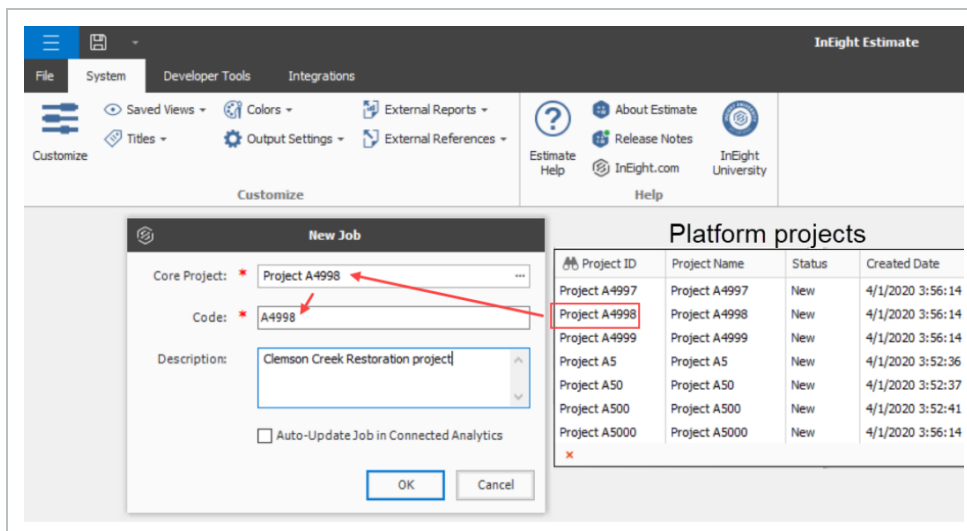 InEight Estimate
File System Developer Tools Integrations
Saved Views Colors External Reports
Customize Titles Output Settings External References
Estimate Help About Estimate
Release Notes
InEight.com
InEight University
Customize Help
New Job
Core Project: * Project A4998 ...
Code: * A4998
Description: Clemson Creek Restoration project
Auto-Update Job in Connected Analytics
OK Cancel
Platform projects
Project ID Project Name Status Created Date
Project A4997 Project A4997 New 4/1/2020 3:56:14
Project A4998 Project A4998 New 4/1/2020 3:56:14
Project A4999 Project A4999 New 4/1/2020 3:56:14
Project A5 Project A5 New 4/1/2020 3:52:36
Project A50 Project A50 New 4/1/2020 3:52:37
Project A500 Project A500 New 4/1/2020 3:52:41
Project A5000 Project A5000 New 4/1/2020 3:56:14